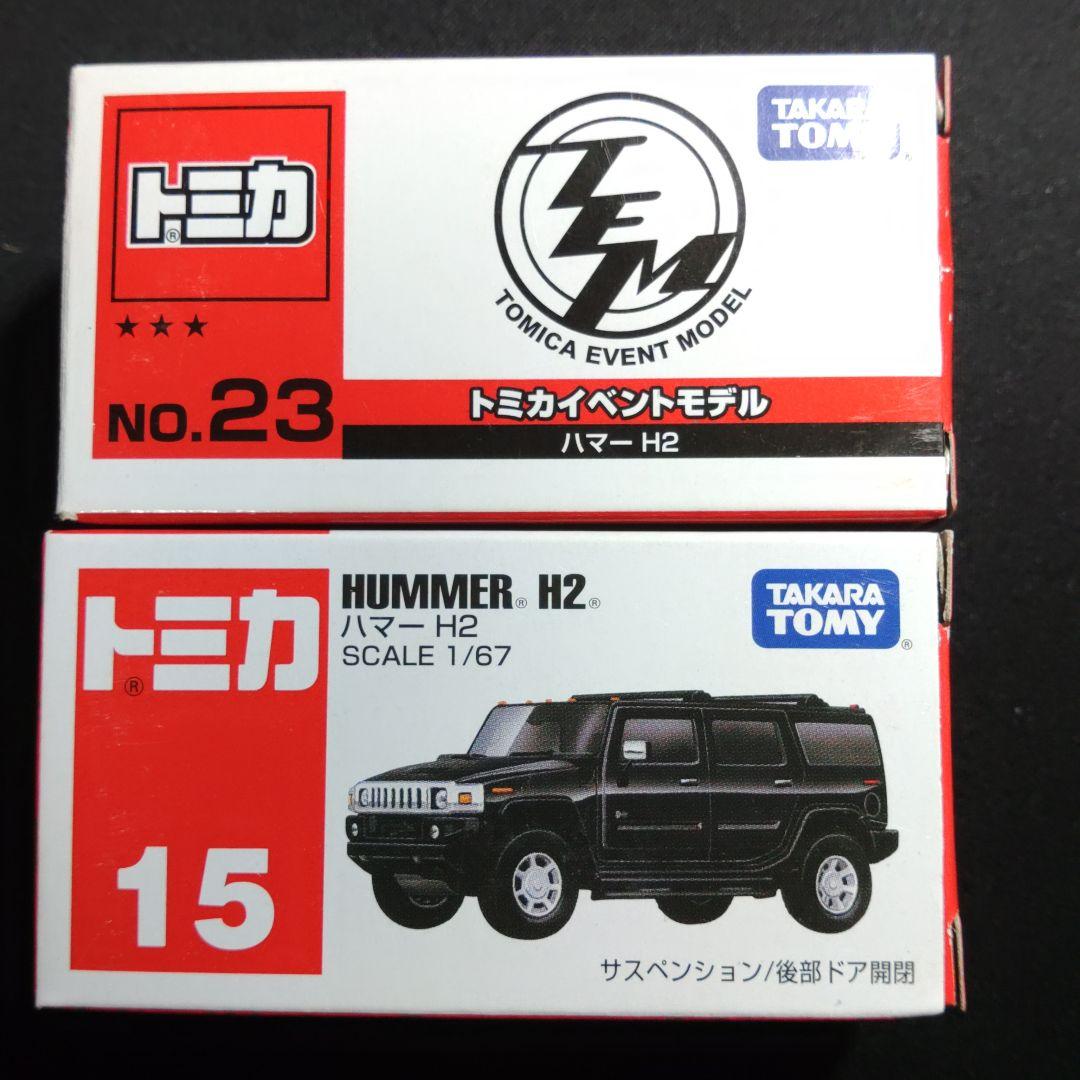 トミカ®
TAKARA
TOMY®
TEM
TOMICA EVENT MODEL
★★★
NO.23
トミカイベントモデル
ハマー H2
トミカ®
HUMMER® H2®
ハマー H2
SCALE 1/67
TAKARA
TOMY®
15
サスペンション/後部ドア開閉